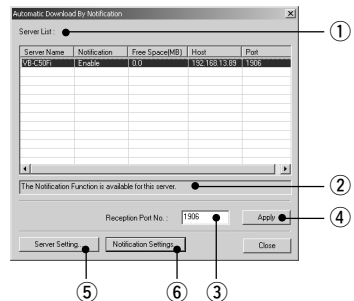 Automatic Download By Notification
Server List :
①
Server Name Notification Free Space(MB) Host Port
VB-C50Fi Enable 0.0 192.168.13.89 1906
The Notification Function is available for this server.
②
Reception Port No. : 1906 Apply
④
Server Setting... Notification Settings... Close
⑤ ⑥ ③